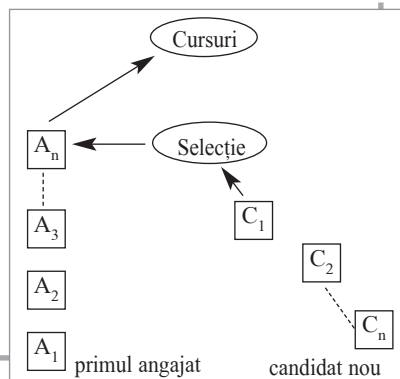 Cursuri
Aₙ
Selecție
A₃
C₁
A₂
C₂
A₁
primul angajat
Cₙ
candidat nou